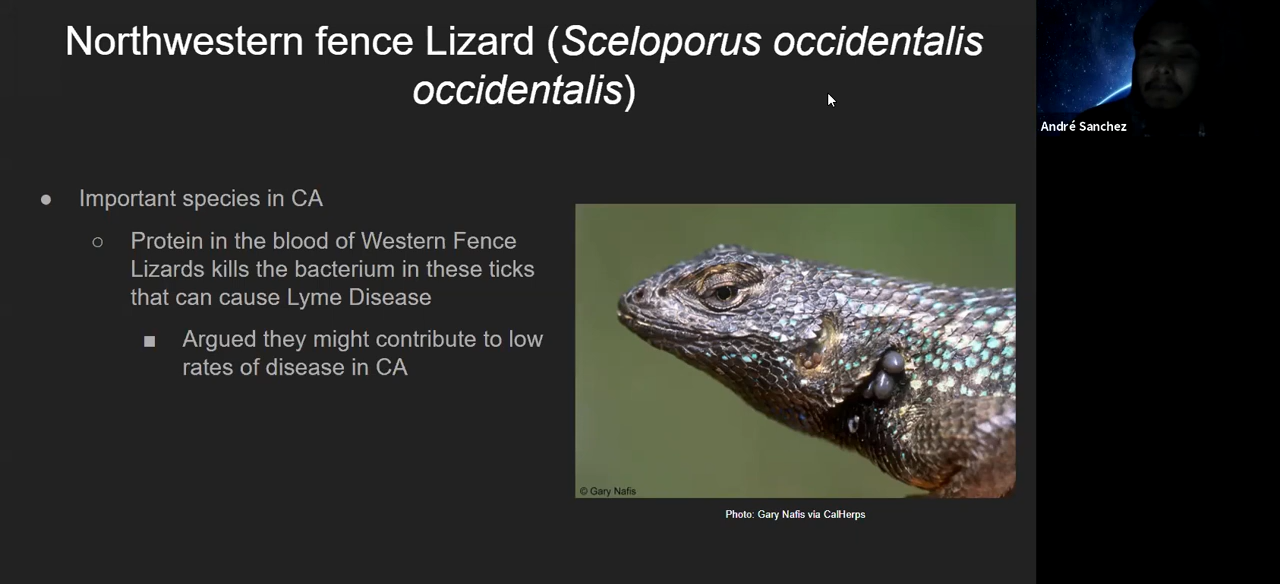 Northwestern fence Lizard (Sceloporus occidentalis
occidentalis)
André Sanchez
● Important species in CA
○ Protein in the blood of Western Fence
Lizards kills the bacterium in these ticks
that can cause Lyme Disease
■ Argued they might contribute to low
rates of disease in CA
© Gary Nafis
Photo: Gary Nafis via CalHerps